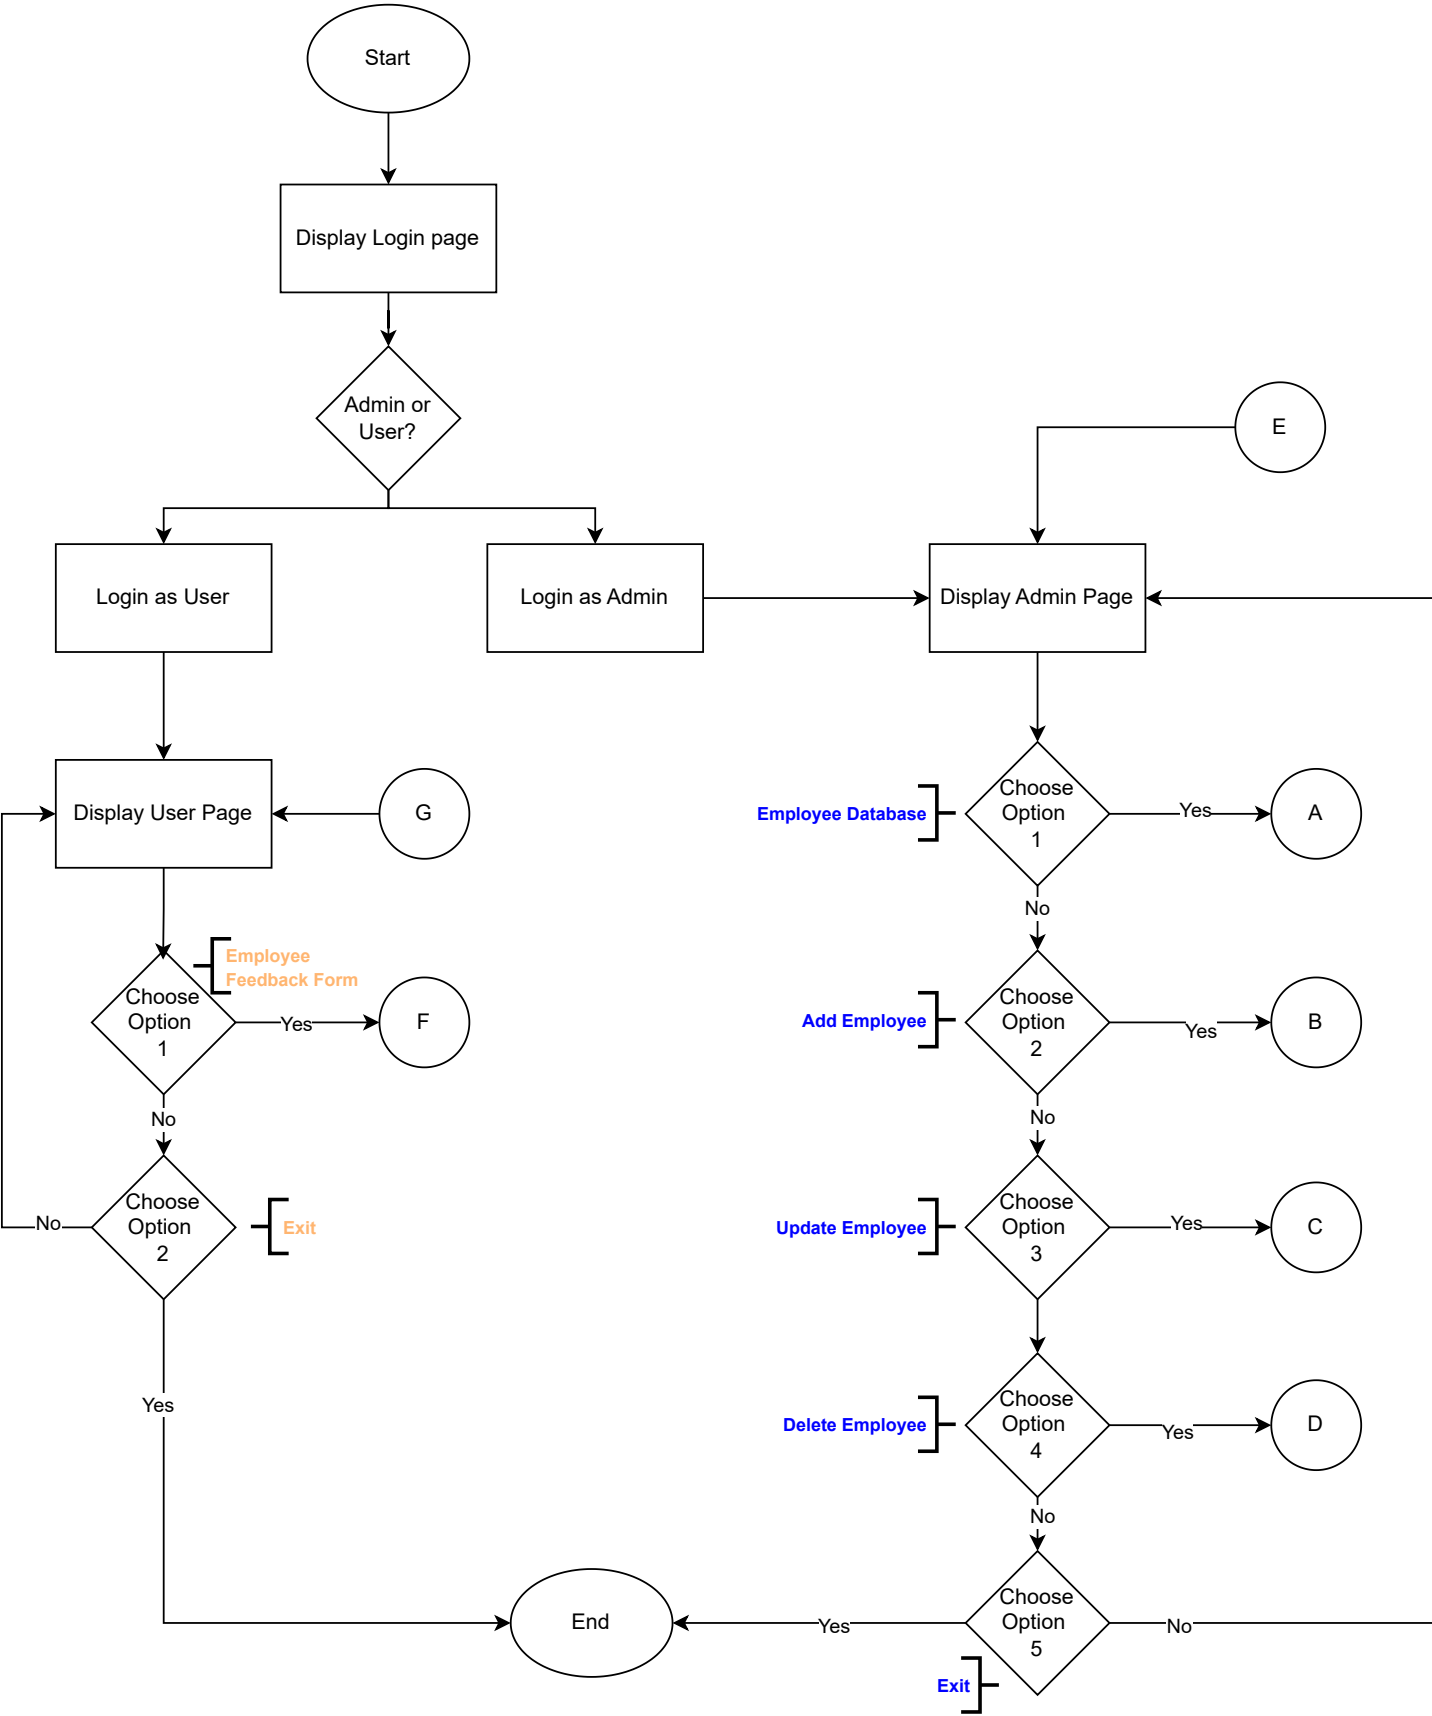 Start
Display Login page
Admin or
User?
E
Login as User
Login as Admin
Display Admin Page
Display User Page
G
Employee Database
Choose
Option
1
Yes
A
No
Employee
Feedback Form
Choose
Option
1
Yes
F
Add Employee
Choose
Option
2
Yes
B
No
No
No
Choose
Option
2
Exit
Update Employee
Choose
Option
3
Yes
C
Yes
Delete Employee
Choose
Option
4
Yes
D
No
End
Yes
Choose
Option
5
No
Exit